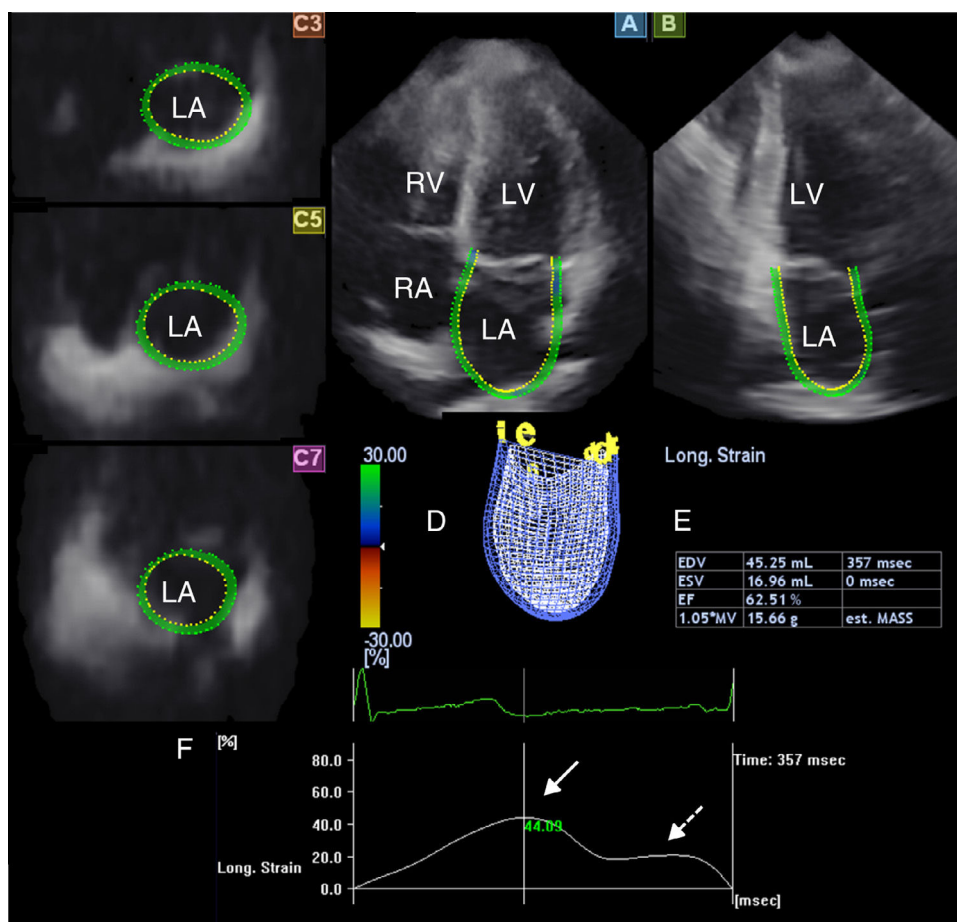 C3
A
B
LA
RV
LV
LV
C5
RA
LA
LA
LA
C7
30.00
D
Long. Strain
E
EDV 45.25 mL 357 msec
ESV 16.96 mL 0 msec
EF 62.51 %
1.05*MV 15.66 g est. MASS
LA
-30.00
[%]
F
[%]
Time: 357 msec
80.0
60.0
40.0
44.09
20.0
Long. Strain
0.0
[msec]